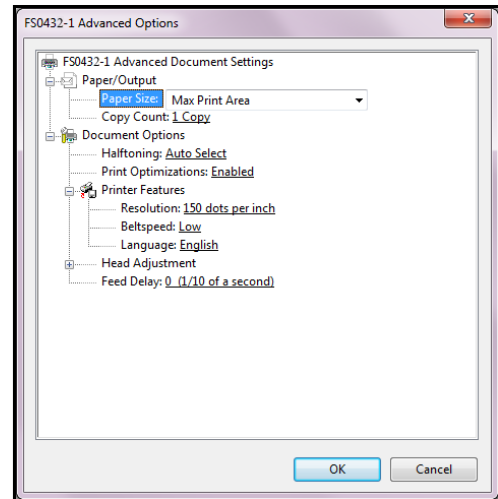 FS0432-1 Advanced Options
FS0432-1 Advanced Document Settings
Paper/Output
Paper Size: Max Print Area
Copy Count: 1 Copy
Document Options
Halftoning: Auto Select
Print Optimizations: Enabled
Printer Features
Resolution: 150 dots per inch
Beltspeed: Low
Language: English
Head Adjustment
Feed Delay: 0 (1/10 of a second)
OK Cancel